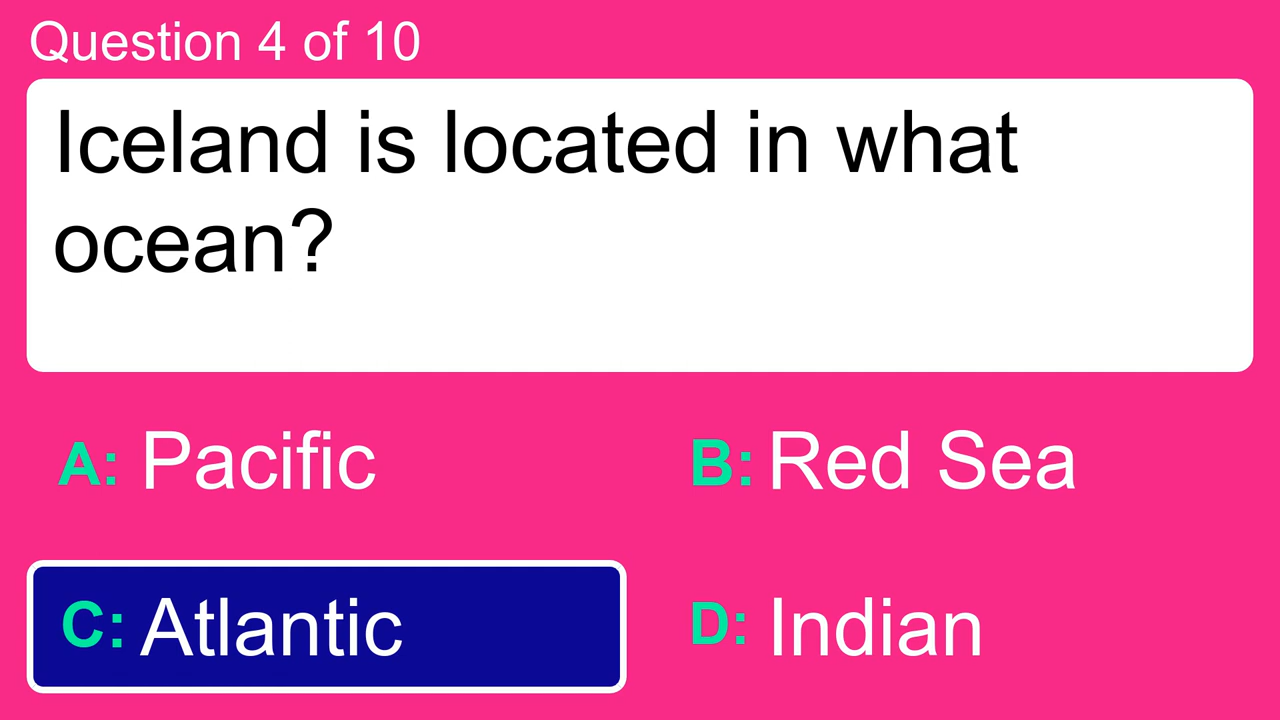 Question 4 of 10
Iceland is located in what
ocean?
A: Pacific
B: Red Sea
C: Atlantic
D: Indian